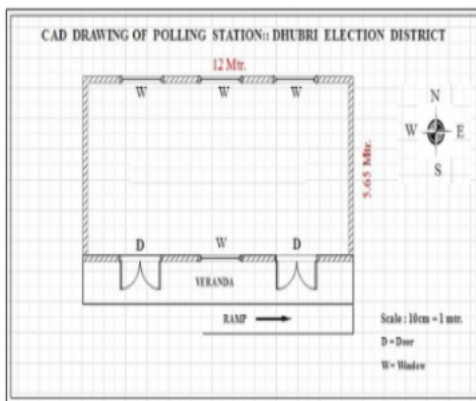 CAD DRAWING OF POLLING STATION:: DHUBRI ELECTION DISTRICT
12 Mtr.
W W W
N
W E
S
5.65 Mtr.
D W D
VERANDA
RAMP
Scale : 10cm = 1 mtr.
D = Door
W= Window